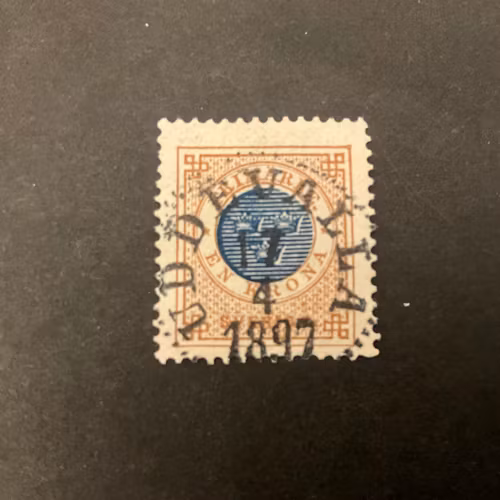 UDDEVALLA
17
4
1897
EN KRONA